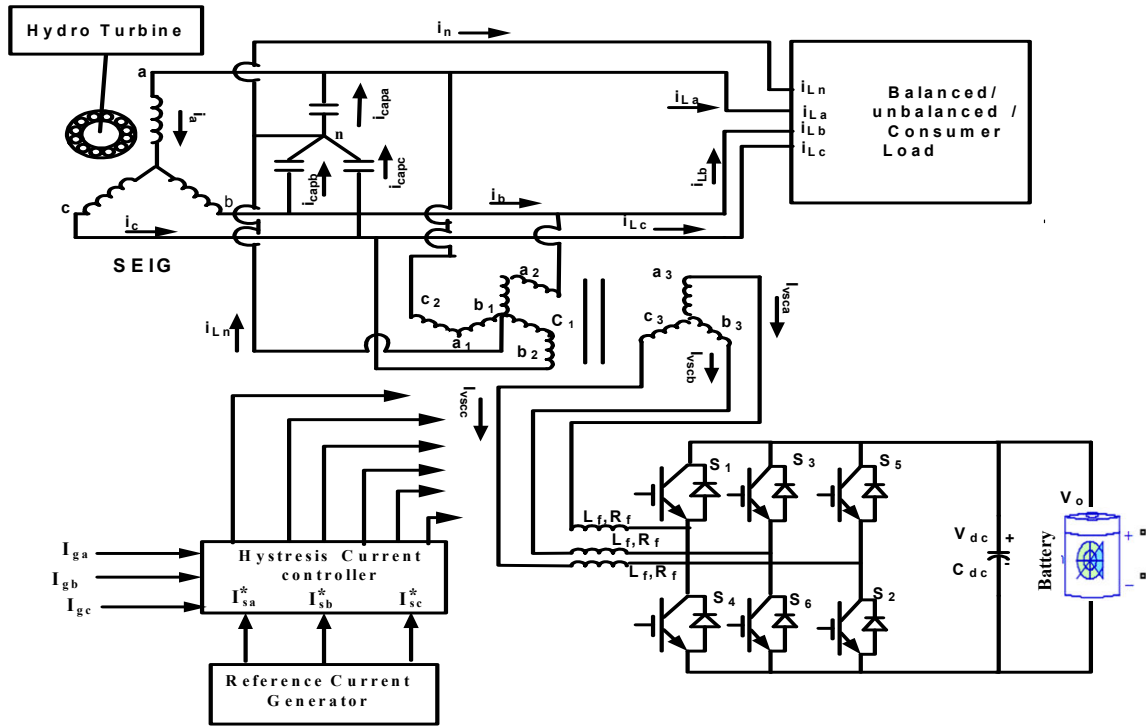 Hydro Turbine
i_n
a
i_a
i_capa
n
i_capb
i_capc
i_La
i_Lb
i_Ln
i_La
i_Lb
i_Lc
Balanced/
unbalanced /
Consumer
Load
c
b
i_c
i_b
i_Lc
SEIG
i_Ln
a_2
c_2
b_1
C_1
a_1
b_2
a_3
c_3
b_3
I_vsca
I_vscb
I_vscc
S_1
S_3
S_5
L_f,R_f
L_f,R_f
L_f,R_f
S_4
S_6
S_2
V_dc
C_dc
+
-
V_o
Battery
+
−
I_ga
I_gb
I_gc
Hystresis Current
controller
I*_sa
I*_sb
I*_sc
Reference Current
Generator